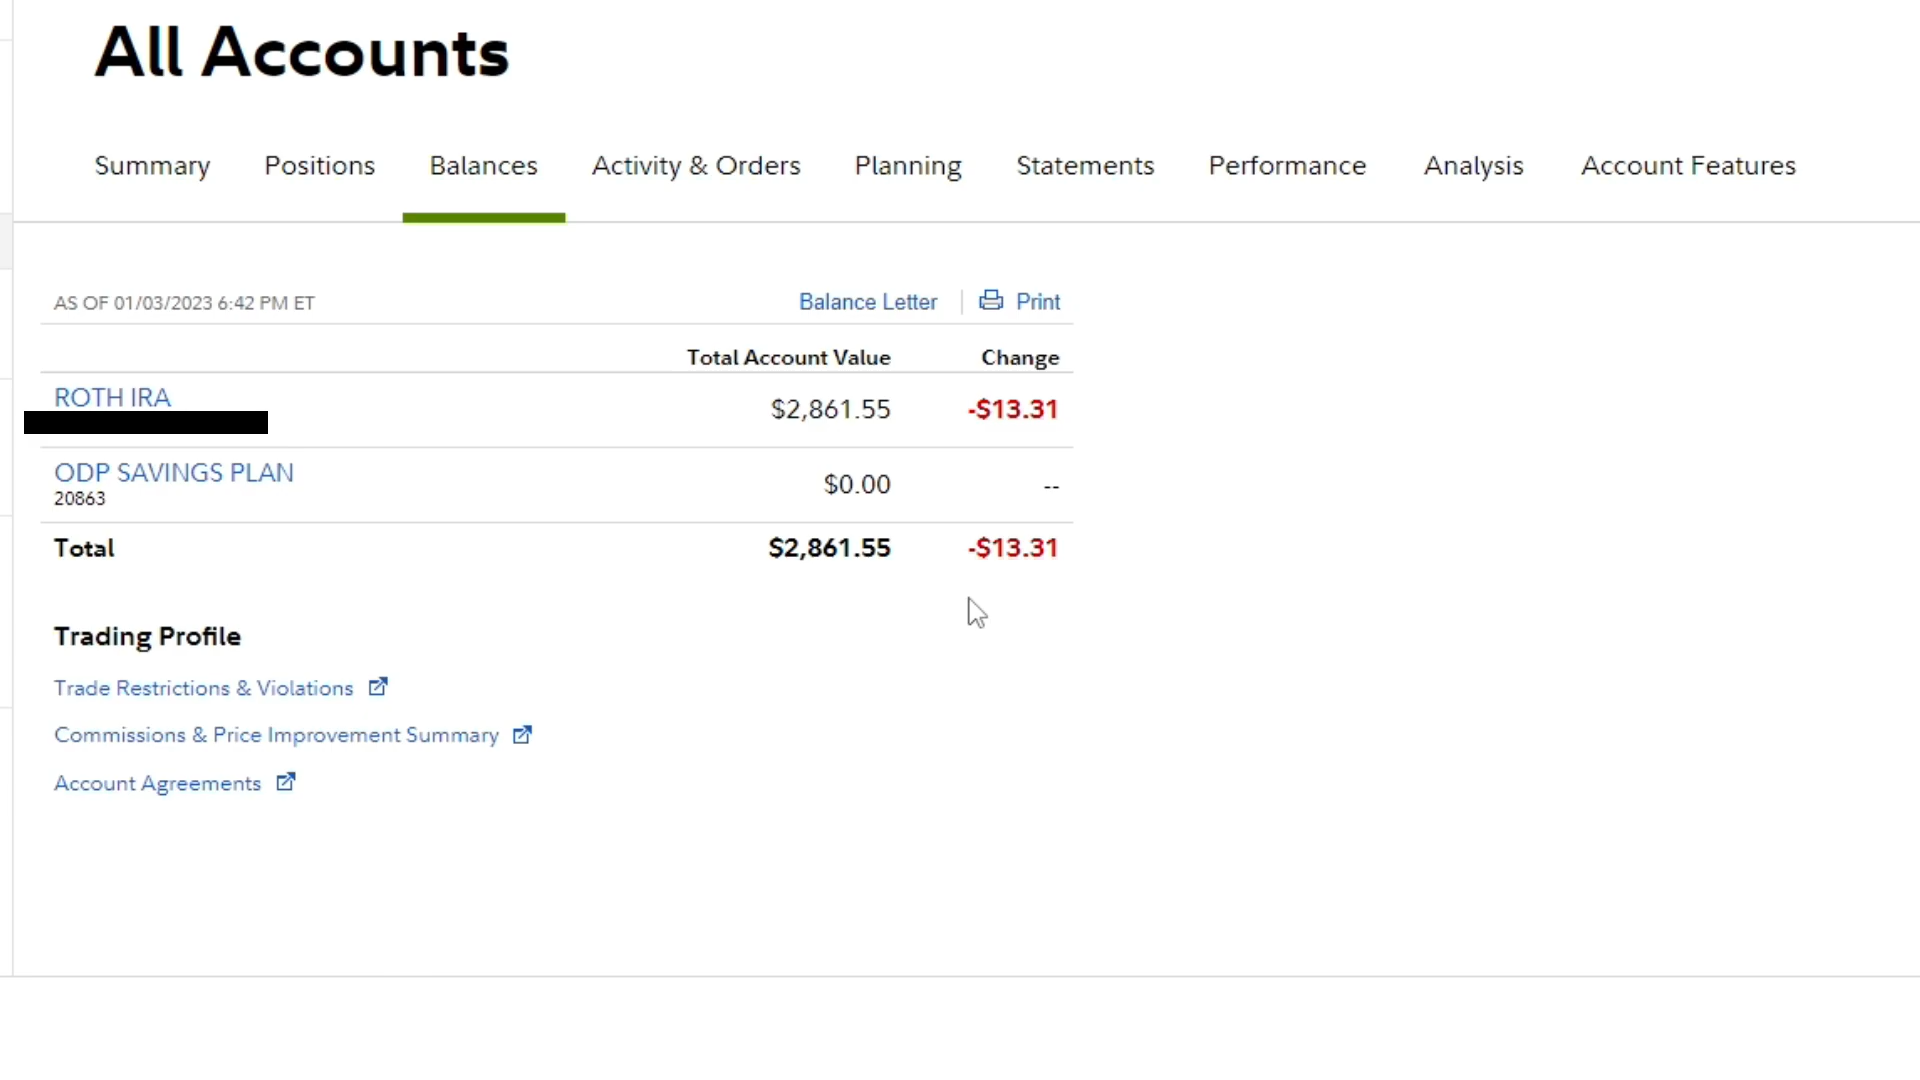 All Accounts
Summary Positions Balances Activity & Orders Planning Statements Performance Analysis Account Features
AS OF 01/03/2023 6:42 PM ET Balance Letter Print
Total Account Value Change
ROTH IRA
$2,861.55 -$13.31
ODP SAVINGS PLAN
20863
$0.00 --
Total $2,861.55 -$13.31
Trading Profile
Trade Restrictions & Violations
Commissions & Price Improvement Summary
Account Agreements